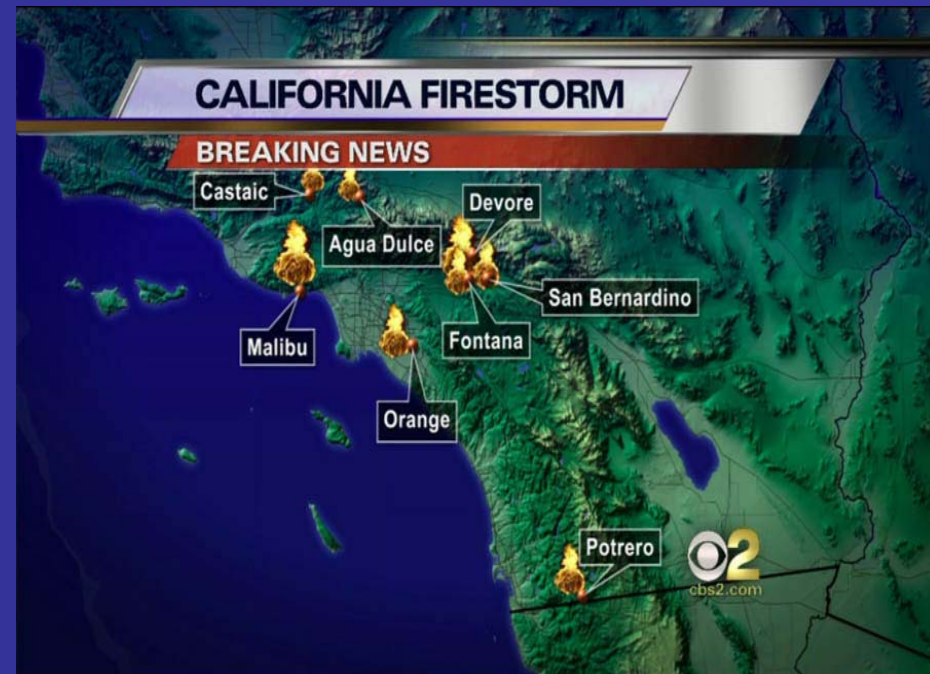 CALIFORNIA FIRESTORM
BREAKING NEWS
Castaic
Devore
Agua Dulce
San Bernardino
Malibu
Fontana
Orange
Potrero
2
cbs2.com